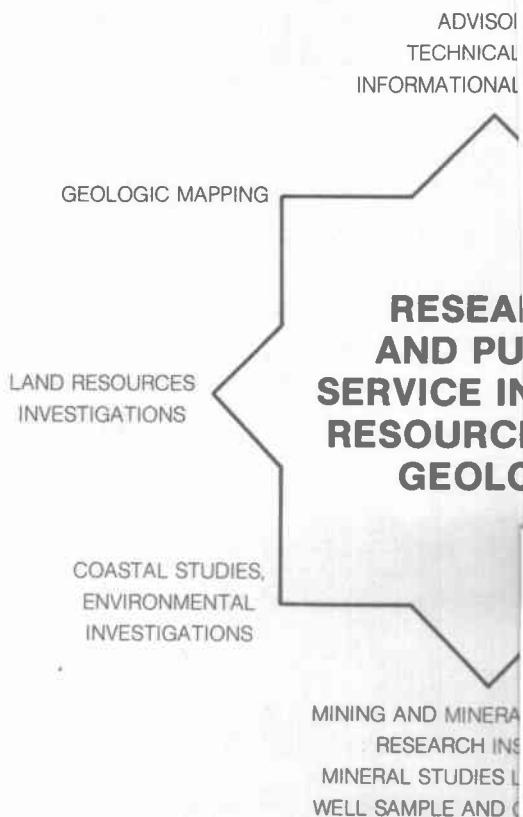 ADVISO
TECHNICAL
INFORMATIONAL
GEOLOGIC MAPPING
RESEA
AND PU
SERVICE IN
RESOURC
GEOLO
LAND RESOURCES
INVESTIGATIONS
COASTAL STUDIES,
ENVIRONMENTAL
INVESTIGATIONS
MINING AND MINERA
RESEARCH INS
MINERAL STUDIES L
WELL SAMPLE AND